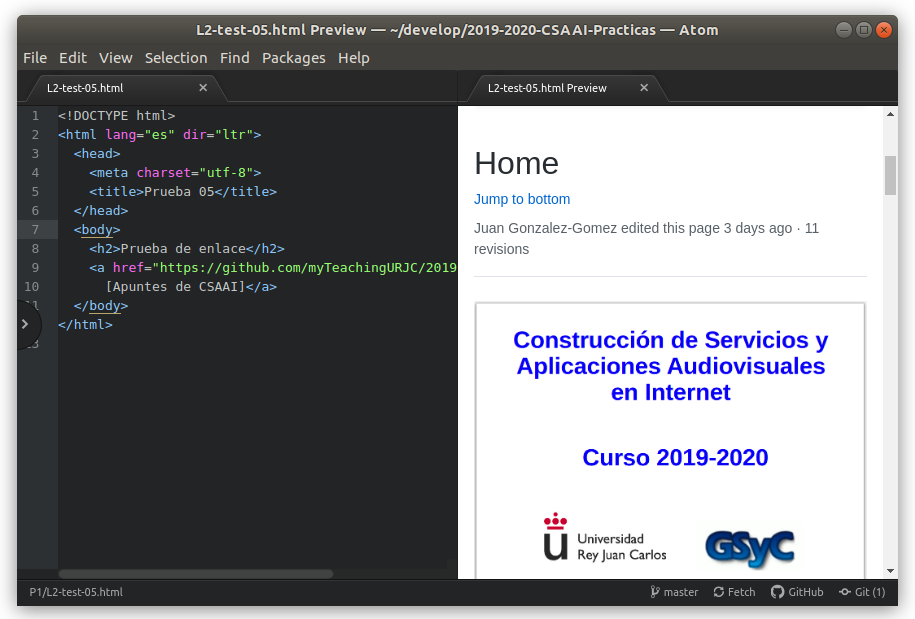 L2-test-05.html Preview — ~/develop/2019-2020-CSAAI-Practicas — Atom
File Edit View Selection Find Packages Help
L2-test-05.html
L2-test-05.html Preview
1 <!DOCTYPE html>
2 <html lang="es" dir="ltr">
3 <head>
4 <meta charset="utf-8">
5 <title>Prueba 05</title>
6 </head>
7 <body>
8 <h2>Prueba de enlace</h2>
9 <a href="https://github.com/myTeachingURJC/2019
10 [Apuntes de CSAAI]</a>
</body>
</html>
Home
Jump to bottom
Juan Gonzalez-Gomez edited this page 3 days ago · 11
revisions
Construcción de Servicios y
Aplicaciones Audiovisuales
en Internet
Curso 2019-2020
Universidad
Rey Juan Carlos
GSyC
P1/L2-test-05.html
master Fetch GitHub Git (1)